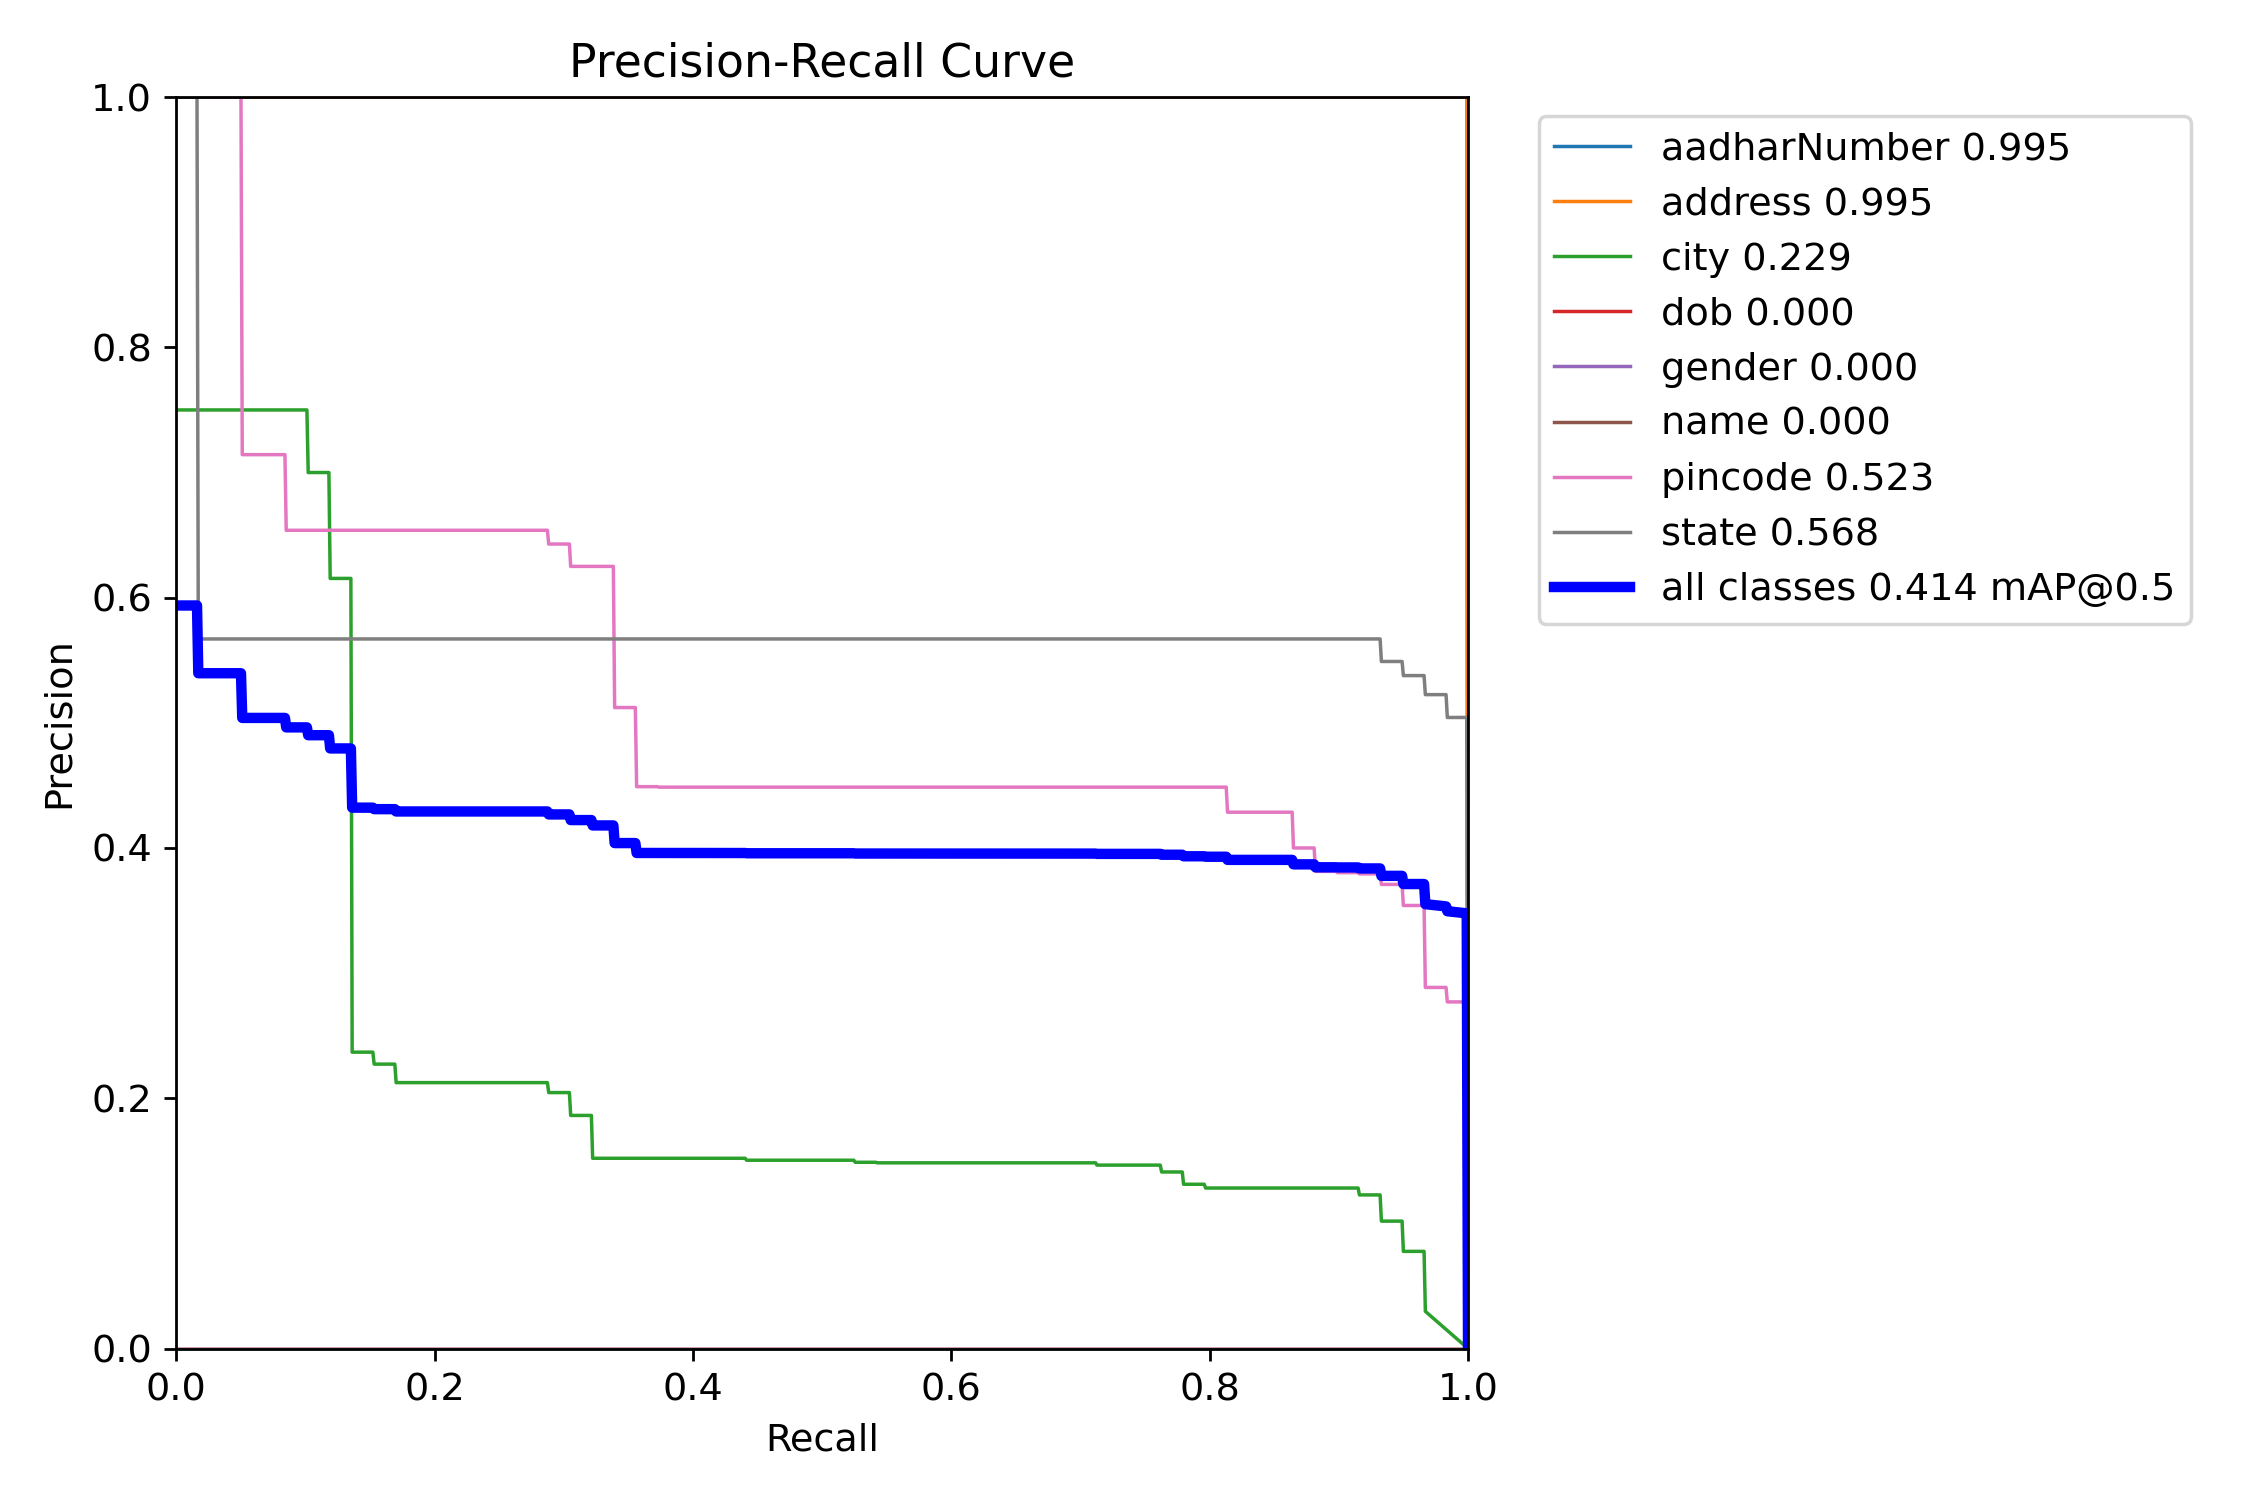 Precision-Recall Curve
1.0
0.8
0.6
0.4
0.2
0.0
Precision
0.0 0.2 0.4 0.6 0.8 1.0
Recall
aadharNumber 0.995
address 0.995
city 0.229
dob 0.000
gender 0.000
name 0.000
pincode 0.523
state 0.568
all classes 0.414 mAP@0.5